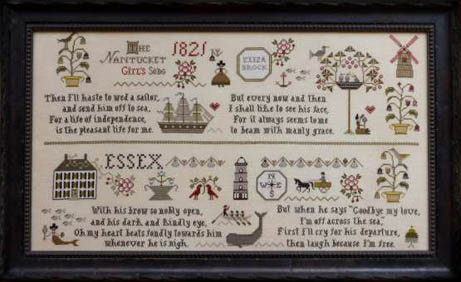 The
Nantucket
Girl's Song
1821
Eliza
Brock
Then I'll haste to wed a sailor,
and send him off to sea,
For a life of independence,
is the pleasant life for me.
But every now and then
I shall like to see his face,
For it always seems to me
to beam with manly grace.
ESSEX
N
W E
S
With his brow so nobly open,
and his dark and kindly eye,
Oh my heart beats fondly towards him
whenever he is nigh.
But when he says "Goodbye my love,
I'm off across the sea,"
First I'll cry for his departure,
then laugh because I'm free.